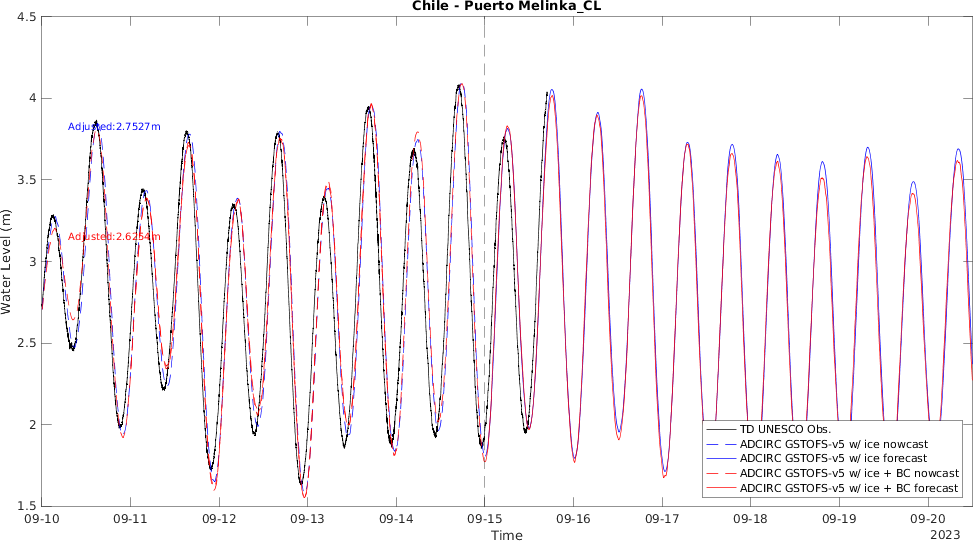 Chile - Puerto Melinka_CL
4.5
4
3.5
3
2.5
2
1.5
Water Level (m)
Adjusted:2.7527m
Adjusted:2.6254m
TD UNESCO Obs.
ADCIRC GSTOFS-v5 w/ ice nowcast
ADCIRC GSTOFS-v5 w/ ice forecast
ADCIRC GSTOFS-v5 w/ ice + BC nowcast
ADCIRC GSTOFS-v5 w/ ice + BC forecast
09-10 09-11 09-12 09-13 09-14 09-15 09-16 09-17 09-18 09-19 09-20
Time
2023